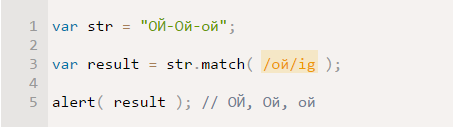 1 var str = "ОЙ-Ой-ой";
2
3 var result = str.match( /ой/ig );
4
5 alert( result ); // ОЙ, Ой, ой